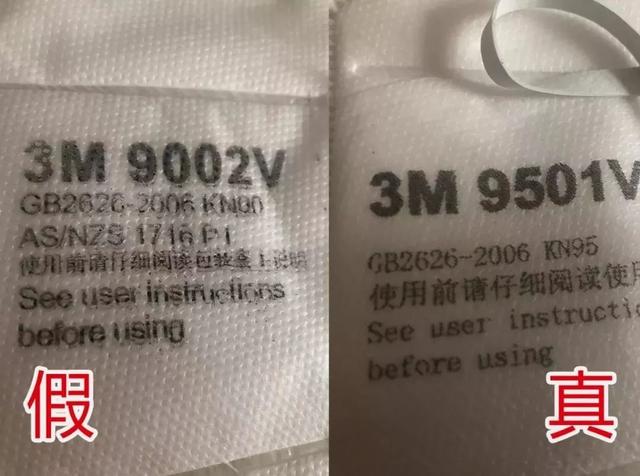 3M 9002V
GB2626-2006 KN90
AS/NZS 1716 P1
使用前请仔细阅读包装盒上说明
See user instructions
before using
假
3M 9501V
GB2626-2006 KN95
使用前请仔细阅读使用
See user instructio
before using
真